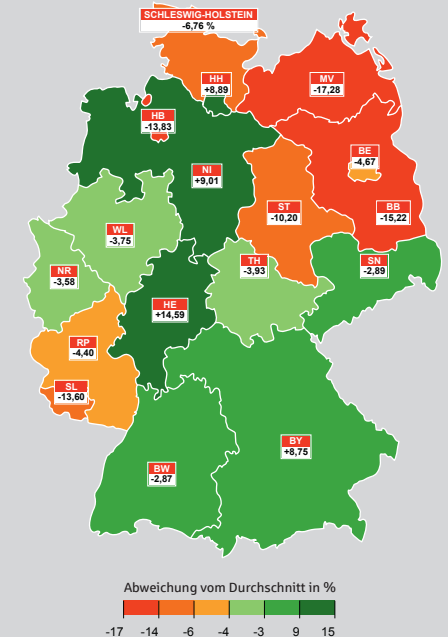 SCHLESWIG-HOLSTEIN
-6,76 %
HH
+8,89
MV
-17,28
HB
-13,83
BE
-4,67
NI
+9,01
ST
-10,20
BB
-15,22
WL
-3,75
TH
-3,93
SN
-2,89
NR
-3,58
HE
+14,59
RP
-4,40
SL
-13,60
BY
+8,75
BW
-2,87
Abweichung vom Durchschnitt in %
-17 -14 -6 -4 -3 9 15